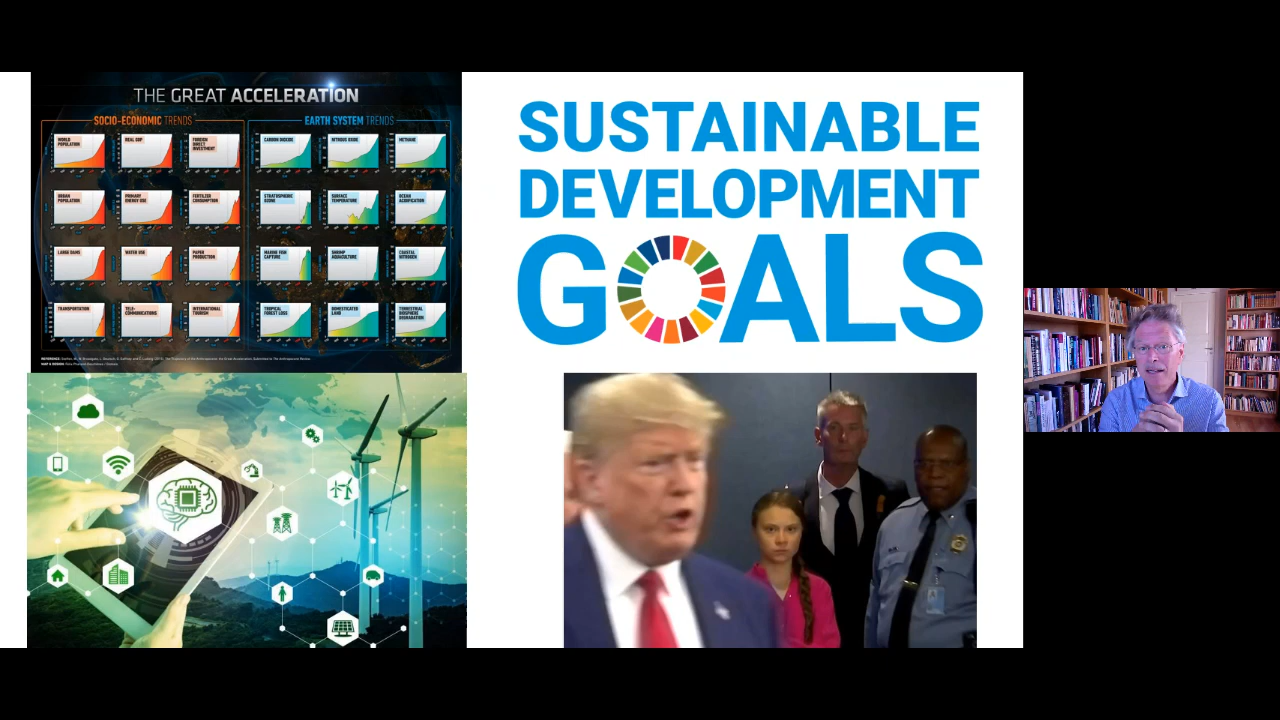 THE GREAT ACCELERATION
SOCIO-ECONOMIC TRENDS
EARTH SYSTEM TRENDS
WORLD POPULATION
REAL GDP
FOREIGN DIRECT INVESTMENT
CARBON DIOXIDE
NITROUS OXIDE
METHANE
URBAN POPULATION
PRIMARY ENERGY USE
FERTILIZER CONSUMPTION
STRATOSPHERIC OZONE
SURFACE TEMPERATURE
OCEAN ACIDIFICATION
LARGE DAMS
WATER USE
PAPER PRODUCTION
MARINE FISH CAPTURE
SHRIMP AQUACULTURE
COASTAL NITROGEN
TRANSPORTATION
TELE-COMMUNICATIONS
INTERNATIONAL TOURISM
TROPICAL FOREST LOSS
DOMESTICATED LAND
TERRESTRIAL BIOSPHERE DEGRADATION
SUSTAINABLE
DEVELOPMENT
GOALS